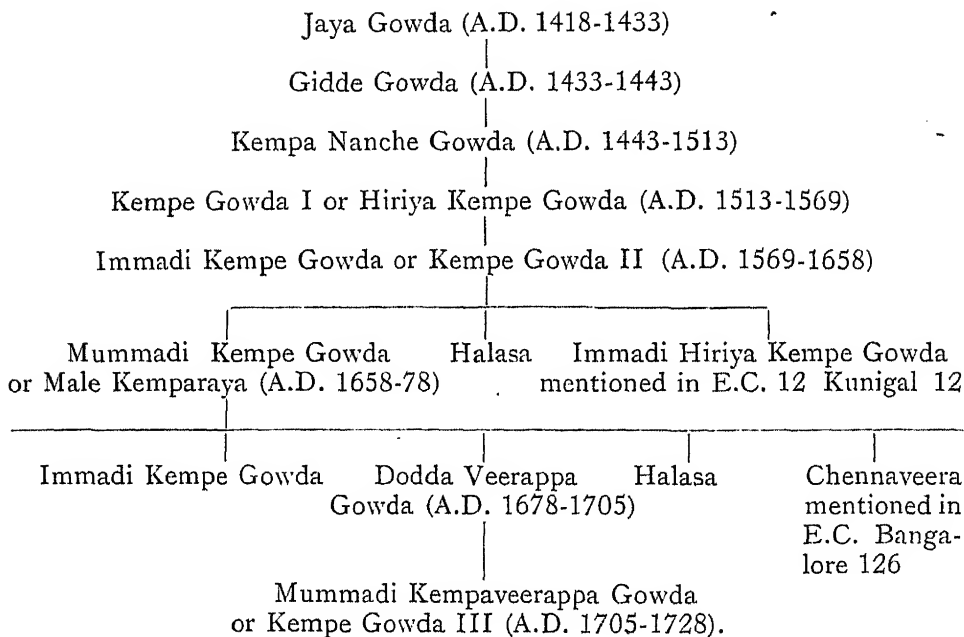 Jaya Gowda (A.D. 1418-1433)
Gidde Gowda (A.D. 1433-1443)
Kempa Nanche Gowda (A.D. 1443-1513)
Kempe Gowda I or Hiriya Kempe Gowda (A.D. 1513-1569)
Immadi Kempe Gowda or Kempe Gowda II (A.D. 1569-1658)
Mummadi Kempe Gowda
or Male Kemparaya (A.D. 1658-78)
Halasa
Immadi Hiriya Kempe Gowda
mentioned in E.C. 12 Kunigal 12
Immadi Kempe Gowda
Dodda Veerappa
Gowda (A.D. 1678-1705)
Halasa
Chennaveera
mentioned in
E.C. Banga-
lore 126
Mummadi Kempaveerappa Gowda
or Kempe Gowda III (A.D. 1705-1728).